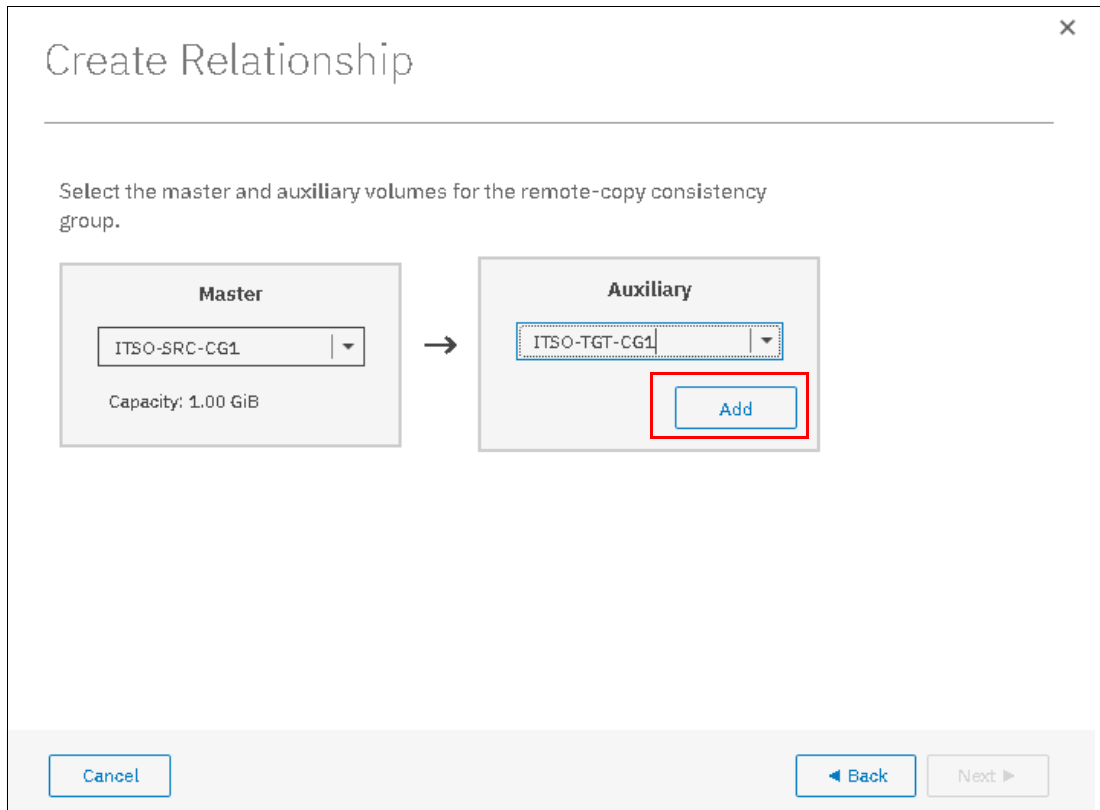 Create Relationship
Select the master and auxiliary volumes for the remote-copy consistency
group.
Master
ITSO-SRC-CG1
Capacity: 1.00 GiB
Auxiliary
ITSO-TGT-CG1
Add
Cancel
Back
Next